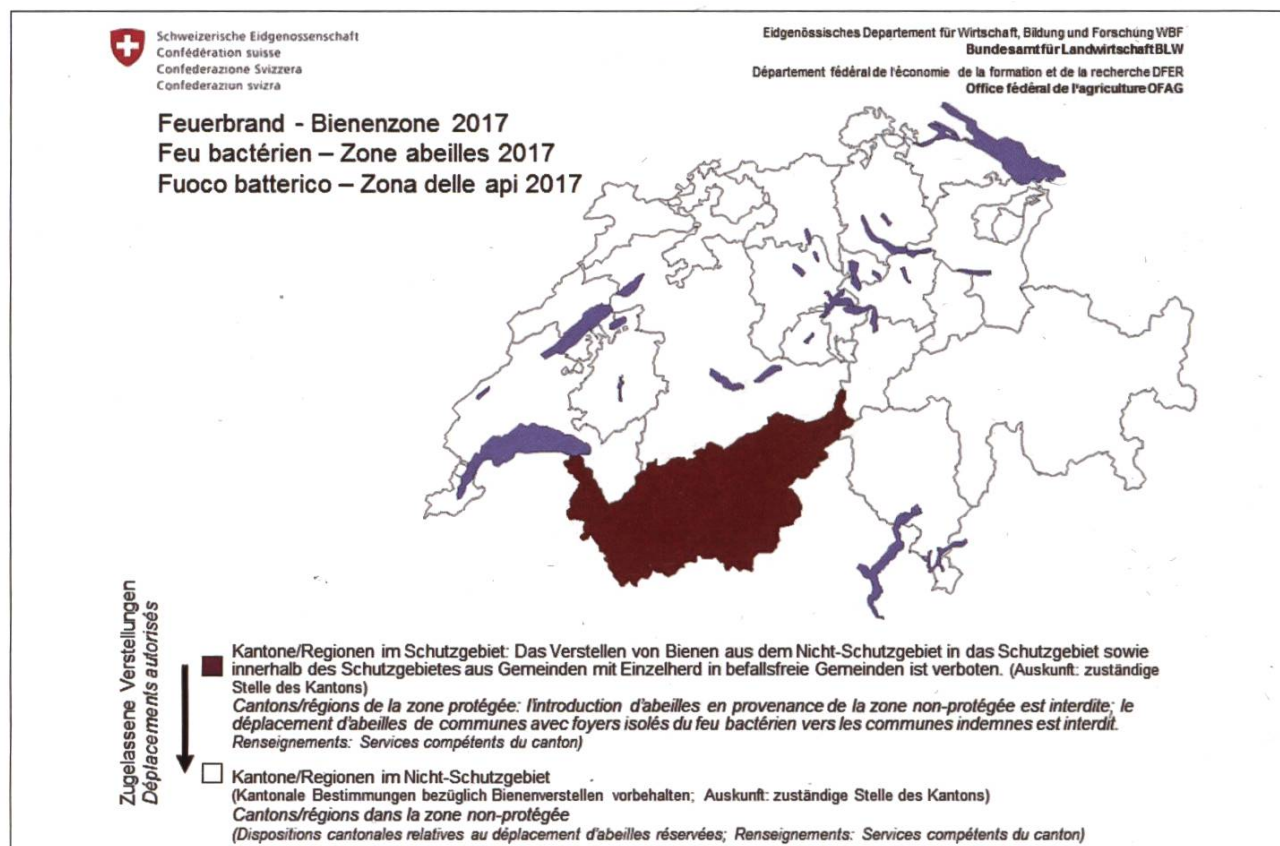 Schweizerische Eidgenossenschaft
Confédération suisse
Confederazione Svizzera
Confederaziun svizra
Eidgenössisches Departement für Wirtschaft, Bildung und Forschung WBF
Bundesamt für Landwirtschaft BLW
Département fédéral de l'économie de la formation et de la recherche DFER
Office fédéral de l'agriculture OFAG
Feuerbrand - Bienenzone 2017
Feu bactérien – Zone abeilles 2017
Fuoco batterico – Zona delle api 2017
Zugelassene Verstellungen
Déplacements autorisés
Kantone/Regionen im Schutzgebiet: Das Verstellen von Bienen aus dem Nicht-Schutzgebiet in das Schutzgebiet sowie
innerhalb des Schutzgebietes aus Gemeinden mit Einzelherd in befallsfreie Gemeinden ist verboten. (Auskunft: zuständige
Stelle des Kantons)
Cantons/régions de la zone protégée: l'introduction d'abeilles en provenance de la zone non-protégée est interdite; le
déplacement d'abeilles de communes avec foyers isolés du feu bactérien vers les communes indemnes est interdit.
Renseignements: Services compétents du canton)
Kantone/Regionen im Nicht-Schutzgebiet
(Kantonale Bestimmungen bezüglich Bienenverstellen vorbehalten; Auskunft: zuständige Stelle des Kantons)
Cantons/régions dans la zone non-protégée
(Dispositions cantonales relatives au déplacement d'abeilles réservées; Renseignements: Services compétents du canton)